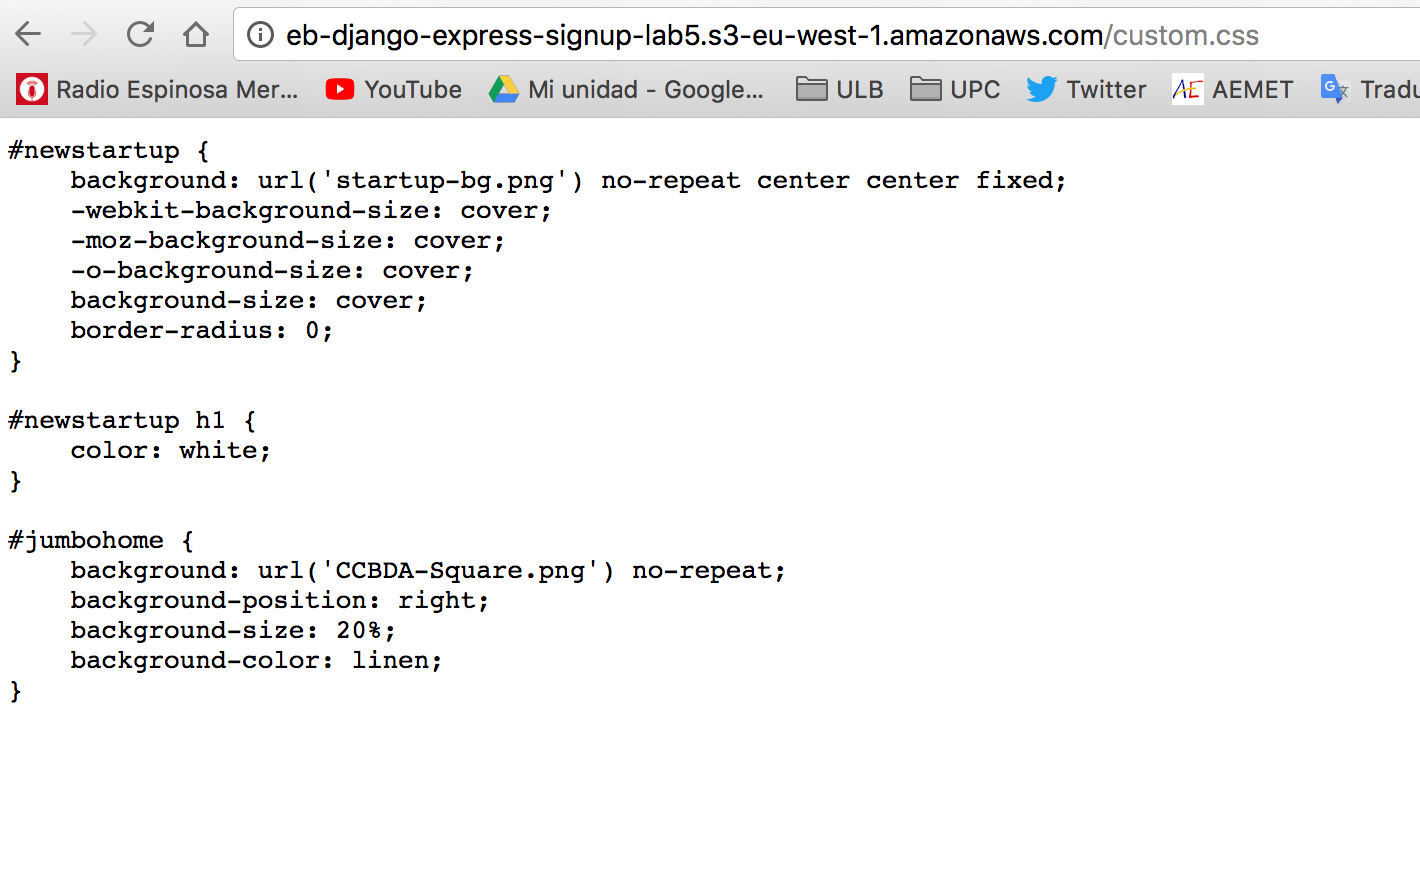 eb-django-express-signup-lab5.s3-eu-west-1.amazonaws.com/custom.css
Radio Espinosa Mer... YouTube Mi unidad - Google... ULB UPC Twitter AE AEMET G Tradu
#newstartup {
    background: url('startup-bg.png') no-repeat center center fixed;
    -webkit-background-size: cover;
    -moz-background-size: cover;
    -o-background-size: cover;
    background-size: cover;
    border-radius: 0;
}
#newstartup h1 {
    color: white;
}
#jumbohome {
    background: url('CCBDA-Square.png') no-repeat;
    background-position: right;
    background-size: 20%;
    background-color: linen;
}